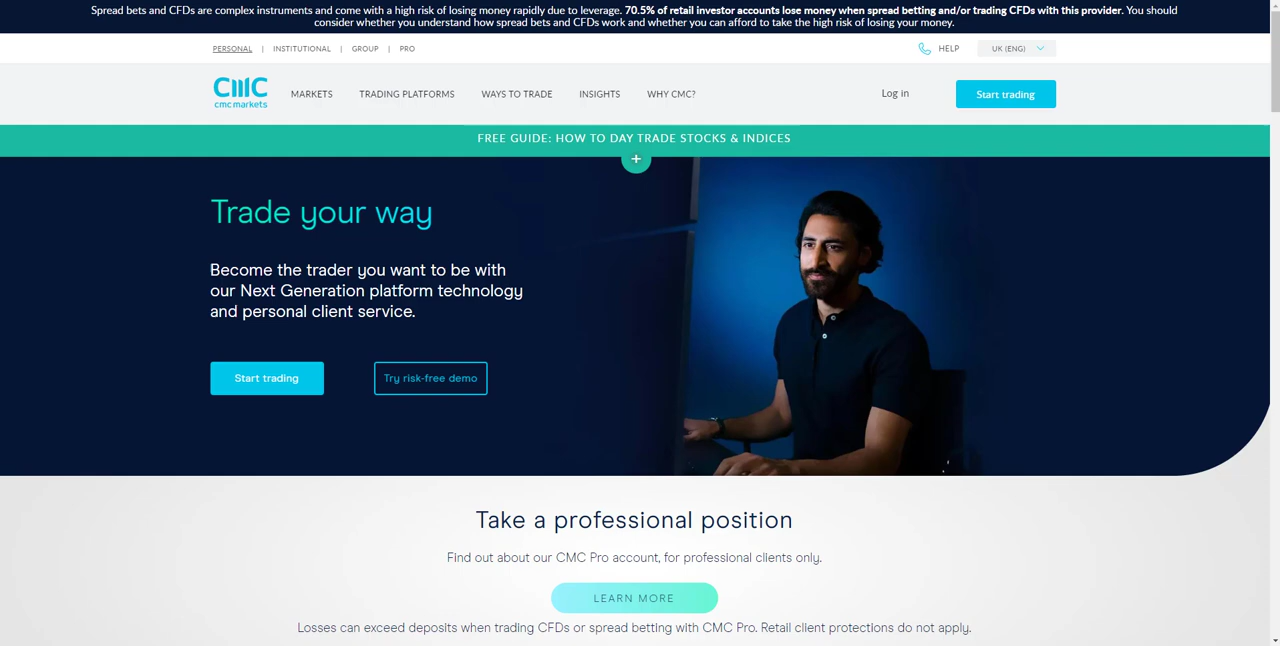 Spread bets and CFDs are complex instruments and come with a high risk of losing money rapidly due to leverage. 70.5% of retail investor accounts lose money when spread betting and/or trading CFDs with this provider. You should
consider whether you understand how spread bets and CFDs work and whether you can afford to take the high risk of losing your money.
PERSONAL | INSTITUTIONAL | GROUP | PRO HELP UK (ENG)
CMC
cmc markets
MARKETS TRADING PLATFORMS WAYS TO TRADE INSIGHTS WHY CMC? Log in Start trading
FREE GUIDE: HOW TO DAY TRADE STOCKS & INDICES
+
Trade your way
Become the trader you want to be with
our Next Generation platform technology
and personal client service.
Start trading Try risk-free demo
Take a professional position
Find out about our CMC Pro account, for professional clients only.
LEARN MORE
Losses can exceed deposits when trading CFDs or spread betting with CMC Pro. Retail client protections do not apply.